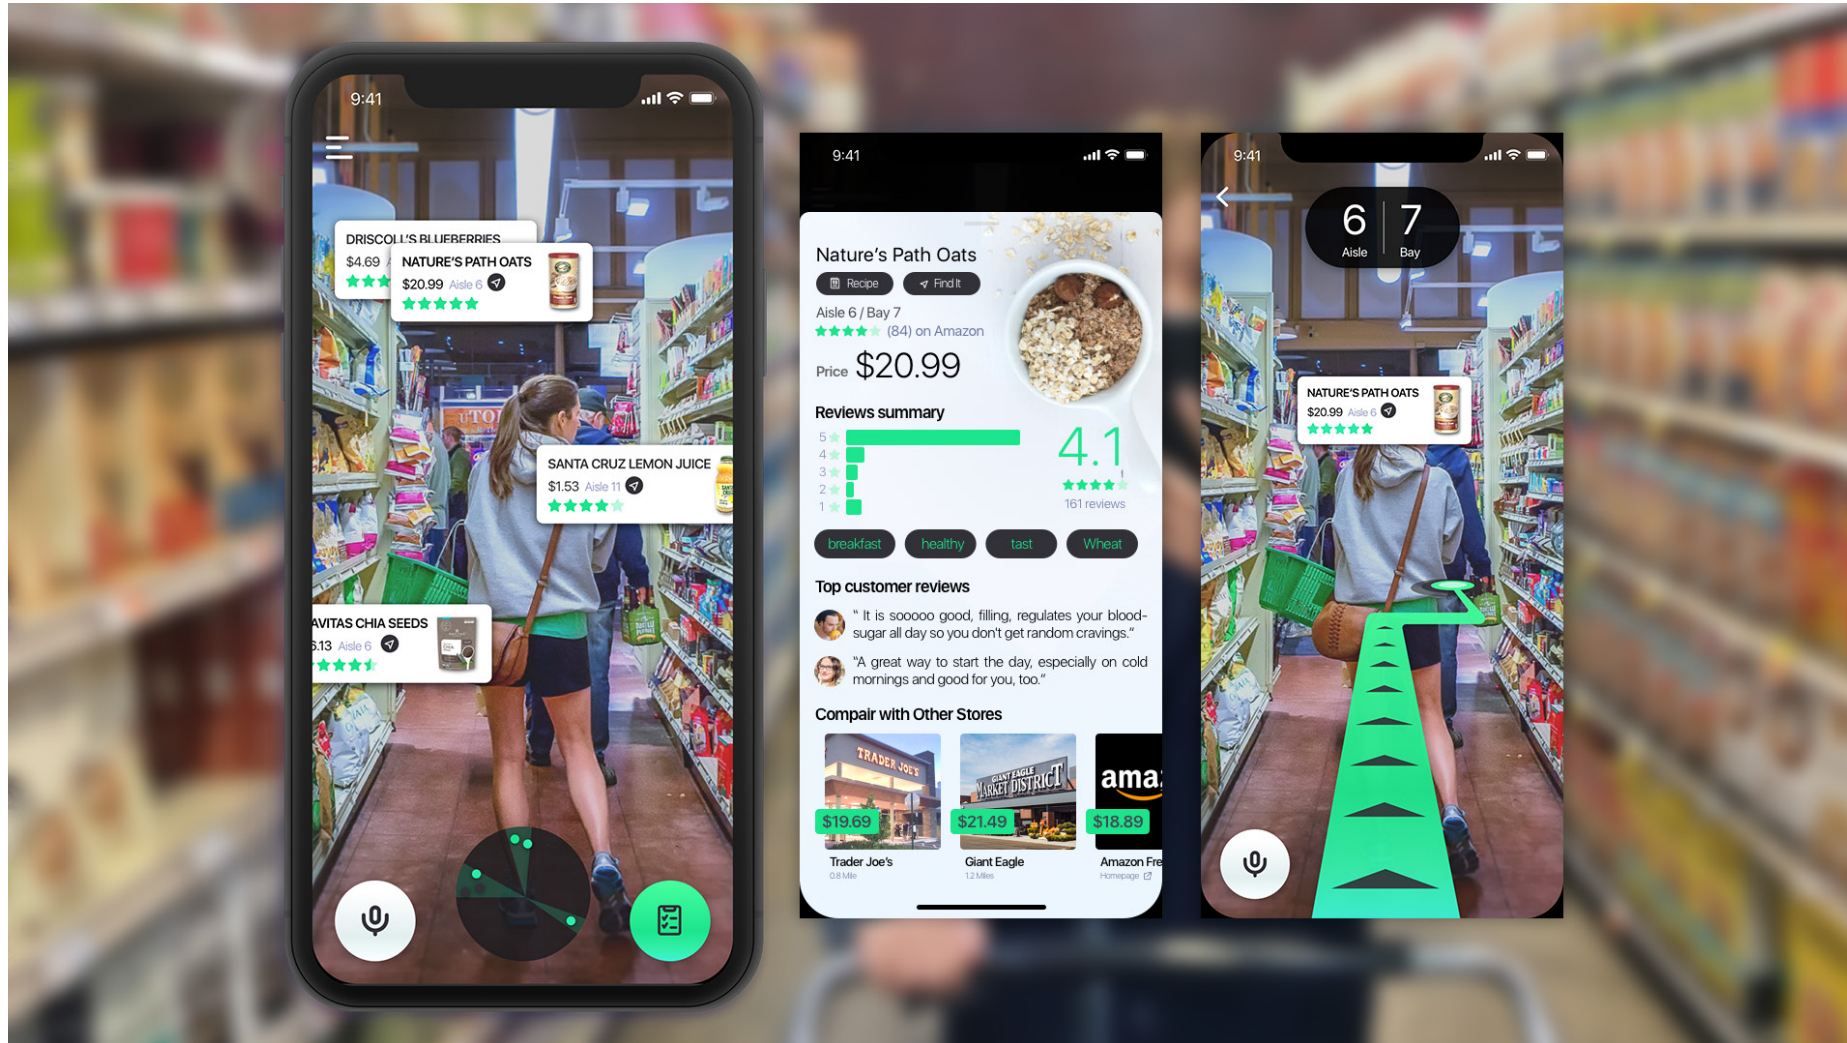 9:41
DRISCOLL'S BLUEBERRIES
$4.69
NATURE'S PATH OATS
$20.99 Aisle 6
SANTA CRUZ LEMON JUICE
$1.53 Aisle 11
AVITAS CHIA SEEDS
6.13 Aisle 6
9:41
Nature's Path Oats
Recipe
Find It
Aisle 6 / Bay 7
(84) on Amazon
Price $20.99
Reviews summary
5
4
3
2
1
4.1
161 reviews
breakfast
healthy
tast
Wheat
Top customer reviews
" It is sooooo good, filling, regulates your blood-
sugar all day so you don't get random cravings."
"A great way to start the day, especially on cold
mornings and good for you, too."
Compair with Other Stores
TRADER JOE'S
$19.69
Trader Joe's
0.8 Mile
GIANT EAGLE
MARKET DISTRICT
$21.49
Giant Eagle
1.2 Miles
amaz
$18.89
Amazon Fre
Homepage
9:41
6 7
Aisle Bay
NATURE'S PATH OATS
$20.99 Aisle 6